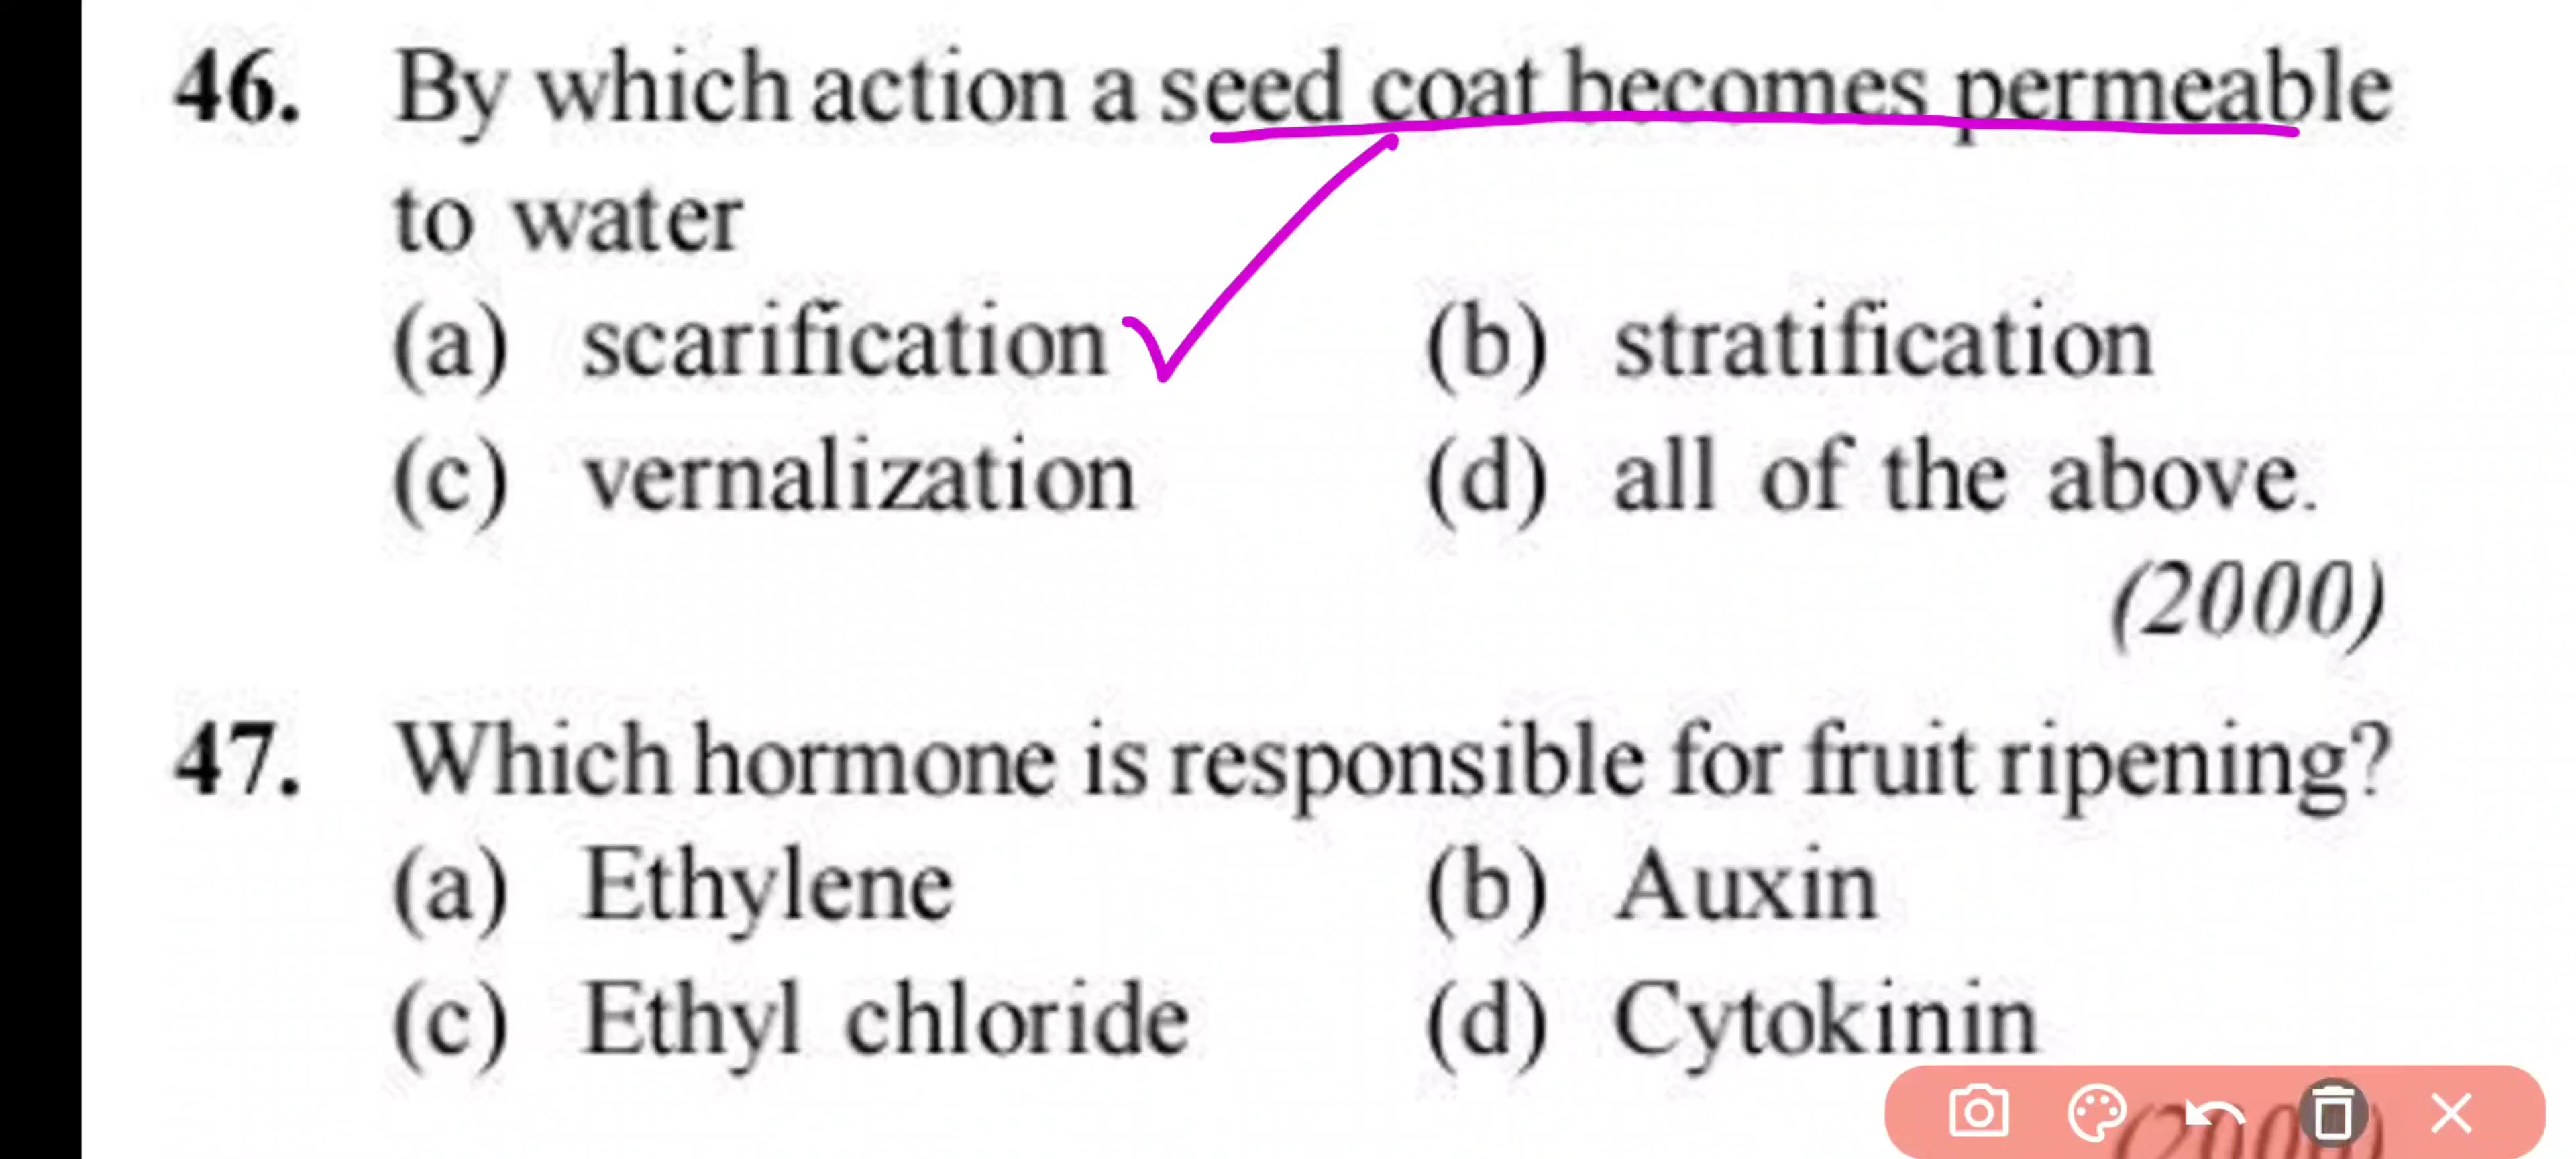 46. By which action a seed coat becomes permeable
to water
(a) scarification (b) stratification
(c) vernalization (d) all of the above.
(2000)
47. Which hormone is responsible for fruit ripening?
(a) Ethylene (b) Auxin
(c) Ethyl chloride (d) Cytokinin